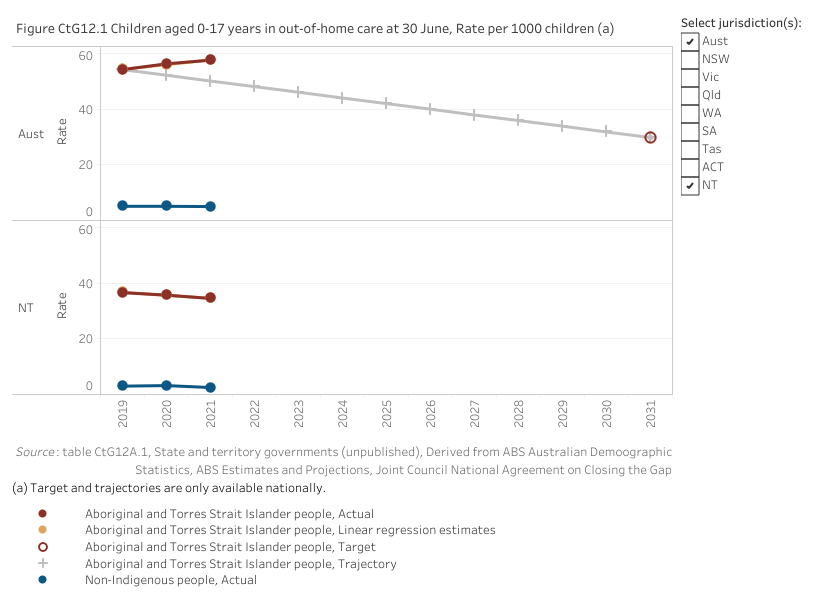 Figure CtG12.1 Children aged 0-17 years in out-of-home care at 30 June, Rate per 1000 children (a)
Select jurisdiction(s):
Aust
NSW
Vic
Qld
WA
SA
Tas
ACT
NT
Aust
Rate
60
40
20
0
NT
Rate
60
40
20
0
2019
2020
2021
2022
2023
2024
2025
2026
2027
2028
2029
2030
2031
Source: table CtG12A.1, State and territory governments (unpublished), Derived from ABS Australian Demoographic
Statistics, ABS Estimates and Projections, Joint Council National Agreement on Closing the Gap
(a) Target and trajectories are only available nationally.
Aboriginal and Torres Strait Islander people, Actual
Aboriginal and Torres Strait Islander people, Linear regression estimates
Aboriginal and Torres Strait Islander people, Target
Aboriginal and Torres Strait Islander people, Trajectory
Non-Indigenous people, Actual